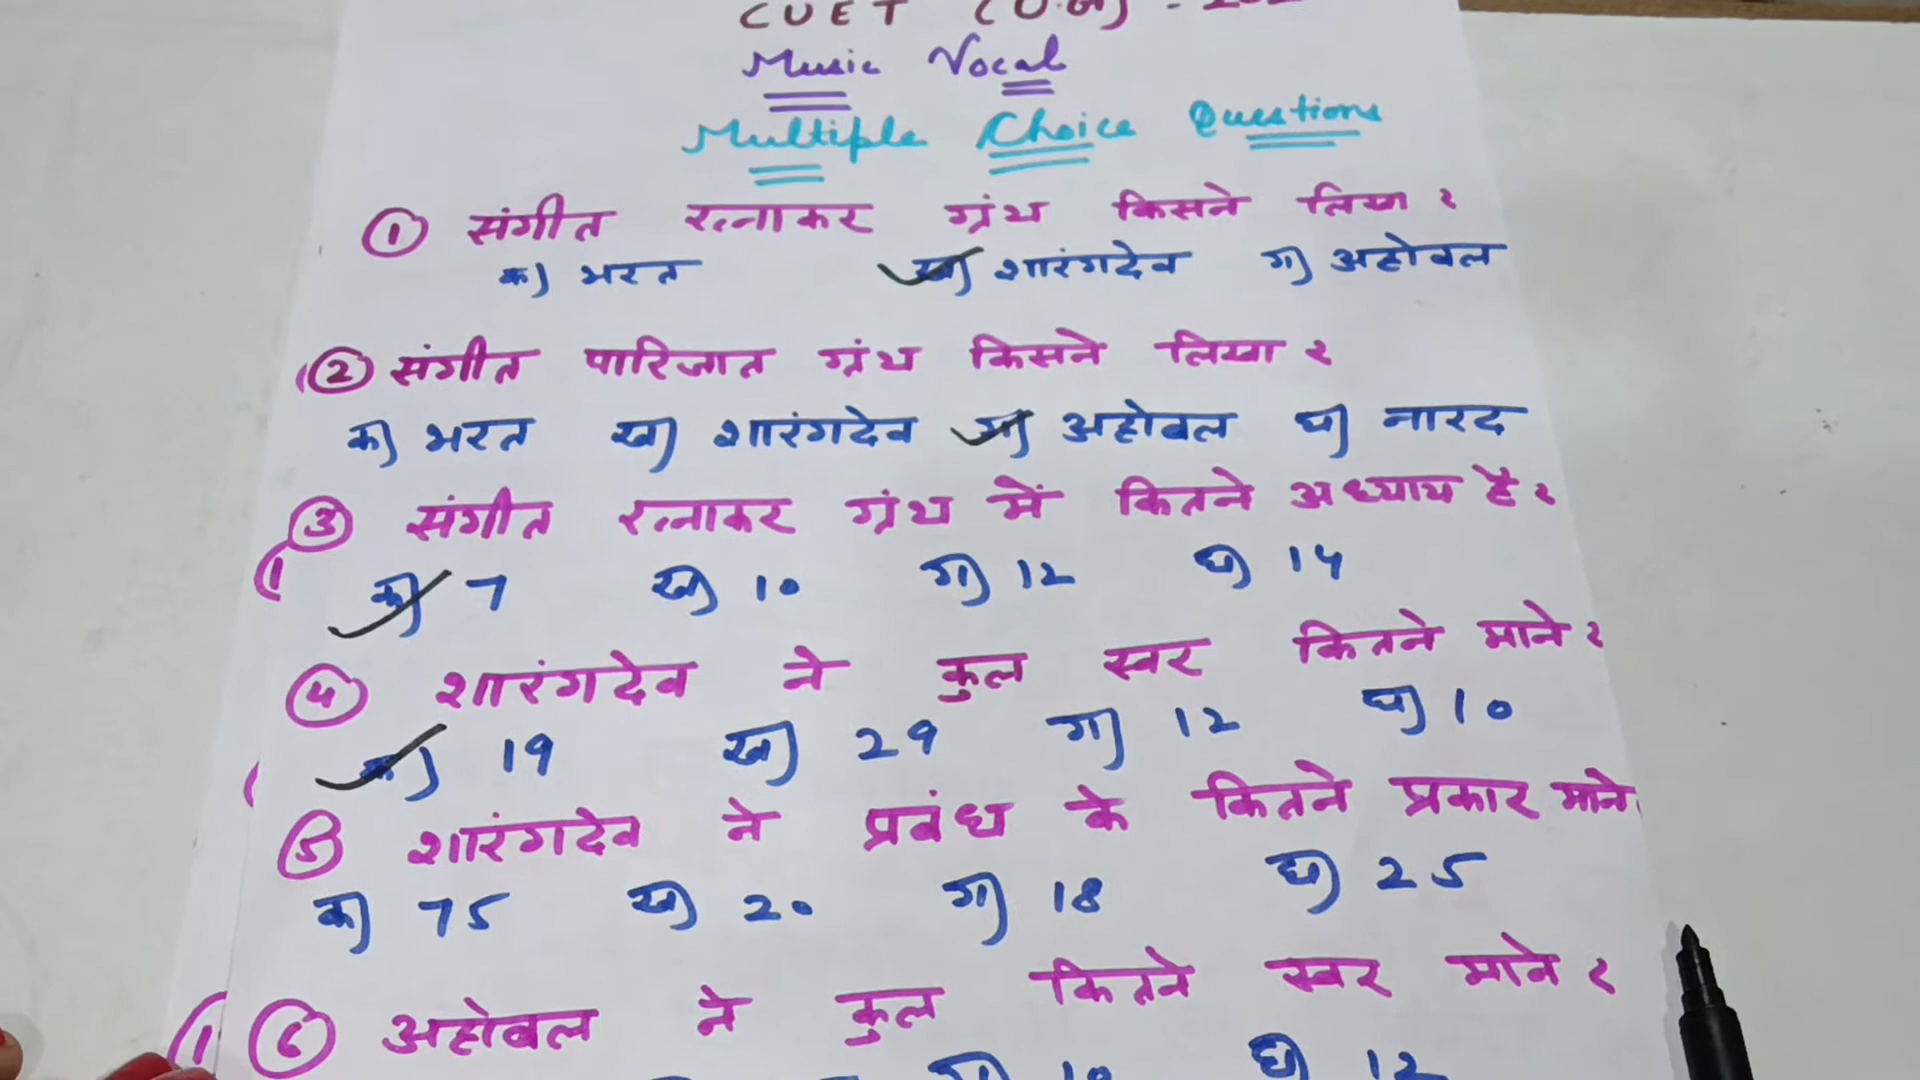 CUET (U.G) -
Music Vocal
Multiple Choice Questions
① संगीत रत्नाकर ग्रंथ किसने लिखा ?
क) भरत ख) शारंगदेव ग) अहोबल
② संगीत पारिजात ग्रंथ किसने लिखा ?
क) भरत ख) शारंगदेव ग) अहोबल घ) नारद
③ संगीत रत्नाकर ग्रंथ में कितने अध्याय है ?
क) 7 ख) 10 ग) 12 घ) 14
④ शारंगदेव ने कुल स्वर कितने माने ?
क) 19 ख) 29 ग) 12 घ) 10
⑤ शारंगदेव ने प्रबंध के कितने प्रकार माने
क) 75 ख) 20 ग) 18 घ) 25
⑥ अहोबल ने कुल कितने स्वर माने ?
ग) घ) 12